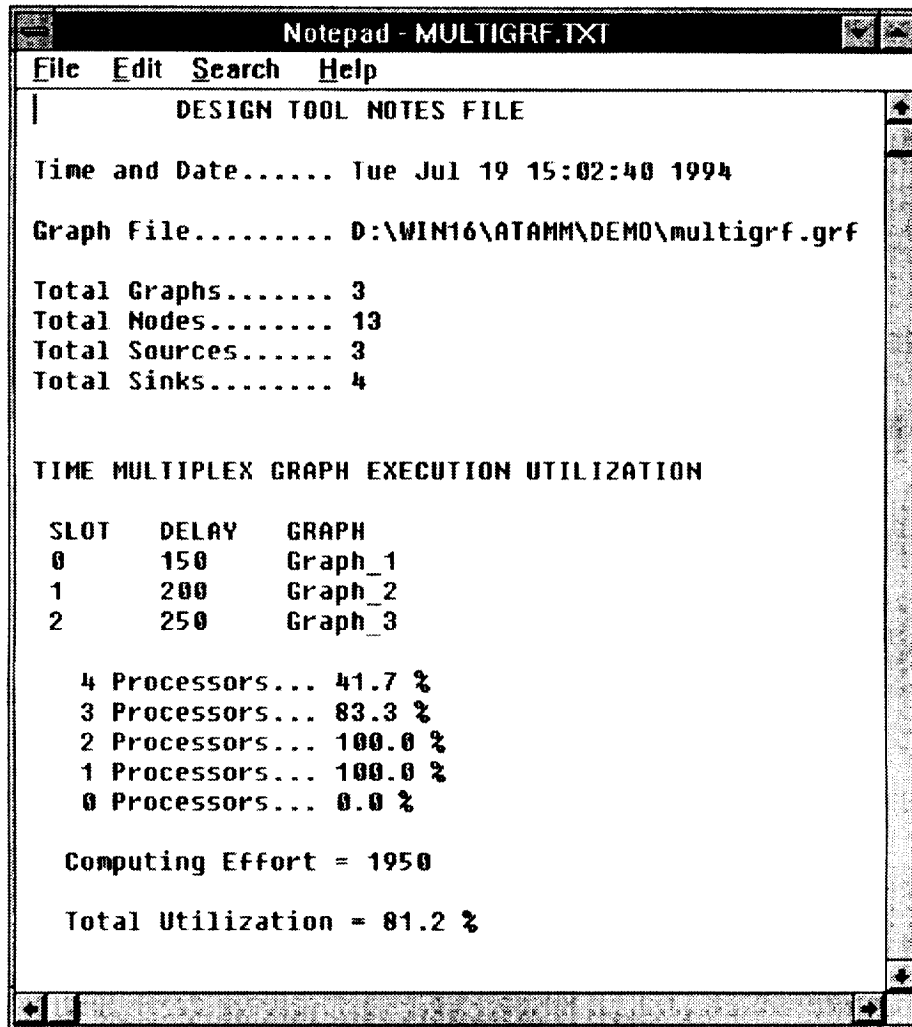 Notepad - MULTIGRF.TXT
File Edit Search Help
DESIGN TOOL NOTES FILE
Time and Date...... Tue Jul 19 15:02:40 1994
Graph File......... D:\WIN16\ATAMM\DEMO\multigrf.grf
Total Graphs....... 3
Total Nodes........ 13
Total Sources...... 3
Total Sinks........ 4
TIME MULTIPLEX GRAPH EXECUTION UTILIZATION
SLOT DELAY GRAPH
0 150 Graph_1
1 200 Graph_2
2 250 Graph_3
4 Processors... 41.7 %
3 Processors... 83.3 %
2 Processors... 100.0 %
1 Processors... 100.0 %
0 Processors... 0.0 %
Computing Effort = 1950
Total Utilization = 81.2 %